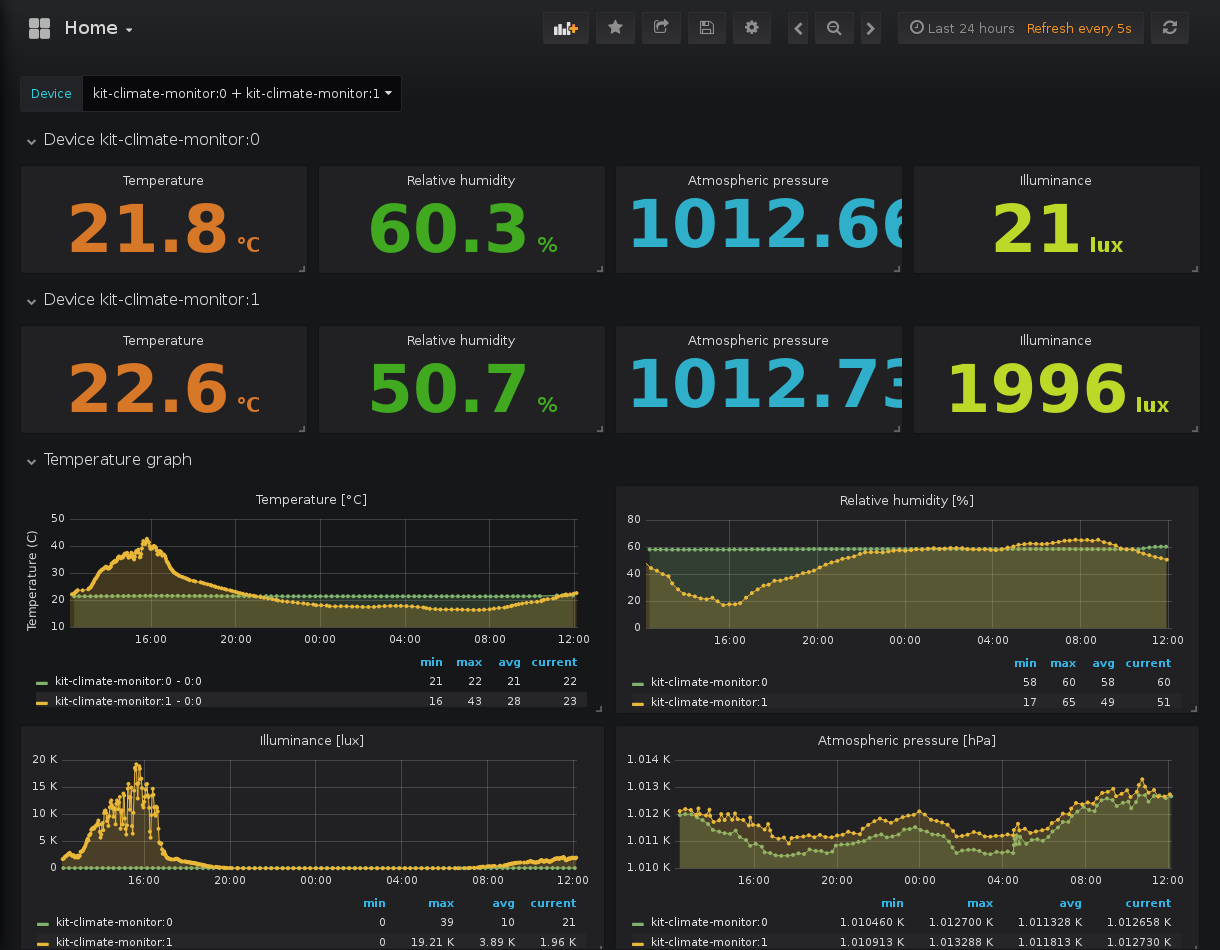 Home
Last 24 hours Refresh every 5s
Device kit-climate-monitor:0 + kit-climate-monitor:1
Device kit-climate-monitor:0
Temperature Relative humidity Atmospheric pressure Illuminance
21.8 °C 60.3 % 1012.66 21 lux
Device kit-climate-monitor:1
Temperature Relative humidity Atmospheric pressure Illuminance
22.6 °C 50.7 % 1012.73 1996 lux
Temperature graph
Temperature [°C]
Temperature (C)
50
40
30
20
10
16:00 20:00 00:00 04:00 08:00 12:00
min max avg current
kit-climate-monitor:0 - 0:0 21 22 21 22
kit-climate-monitor:1 - 0:0 16 43 28 23
Relative humidity [%]
80
60
40
20
0
16:00 20:00 00:00 04:00 08:00 12:00
min max avg current
kit-climate-monitor:0 58 60 58 60
kit-climate-monitor:1 17 65 49 51
Illuminance [lux]
20 K
15 K
10 K
5 K
0
16:00 20:00 00:00 04:00 08:00 12:00
min max avg current
kit-climate-monitor:0 0 39 10 21
kit-climate-monitor:1 0 19.21 K 3.89 K 1.96 K
Atmospheric pressure [hPa]
1.014 K
1.013 K
1.012 K
1.011 K
1.010 K
16:00 20:00 00:00 04:00 08:00 12:00
min max avg current
kit-climate-monitor:0 1.010460 K 1.012700 K 1.011328 K 1.012658 K
kit-climate-monitor:1 1.010913 K 1.013288 K 1.011813 K 1.012730 K